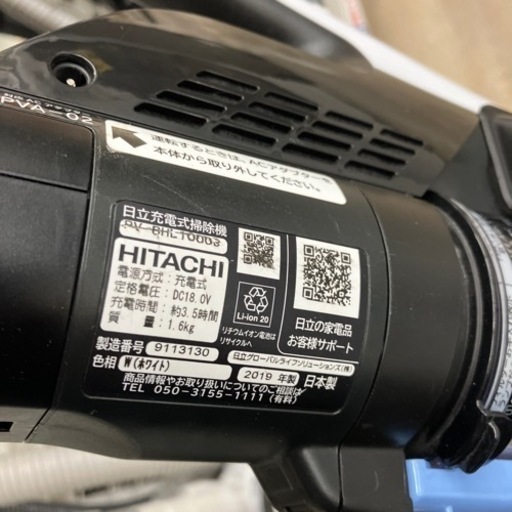 PVA-02
運転するときは、ACアダプターを
本体から取り外してください。
日立充電式掃除機
PV-BHL1000J
HITACHI
電源方式：充電式
定格電圧：DC18.0V
充電時間：約3.5時間
質量：1.6kg
Li-ion 20
リチウムイオン電池は
リサイクルへ
日立の家電品
お客様サポート
製造番号 9113130
日立グローバルライフソリューションズ(株)
色相 W(ホワイト)
2019年製 日本製
商品情報やお取り扱いについてのご相談は
TEL 050-3155-1111（有料）